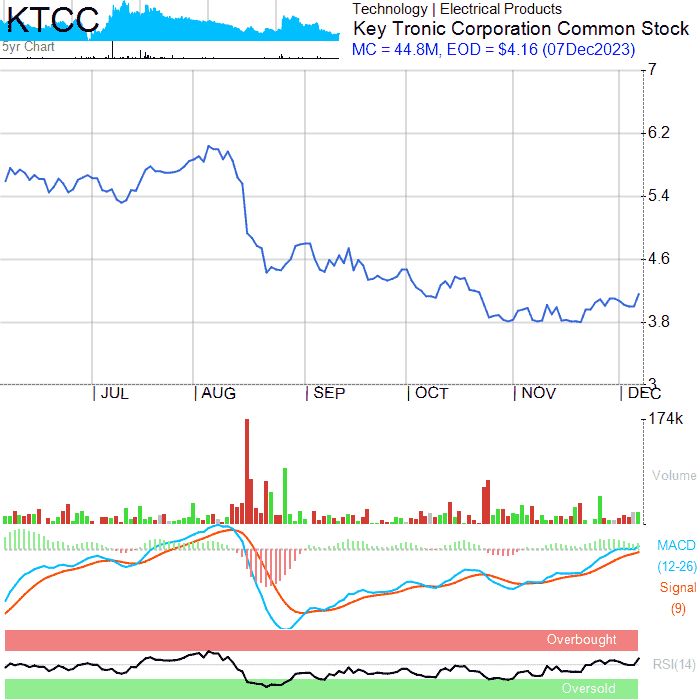 KTCC
5yr Chart
Technology | Electrical Products
Key Tronic Corporation Common Stock
MC = 44.8M, EOD = $4.16 (07Dec2023)
7
6.2
5.4
4.6
3.8
3
JUL AUG SEP OCT NOV DEC
174k
Volume
MACD
(12-26)
Signal
(9)
Overbought
RSI(14)
Oversold